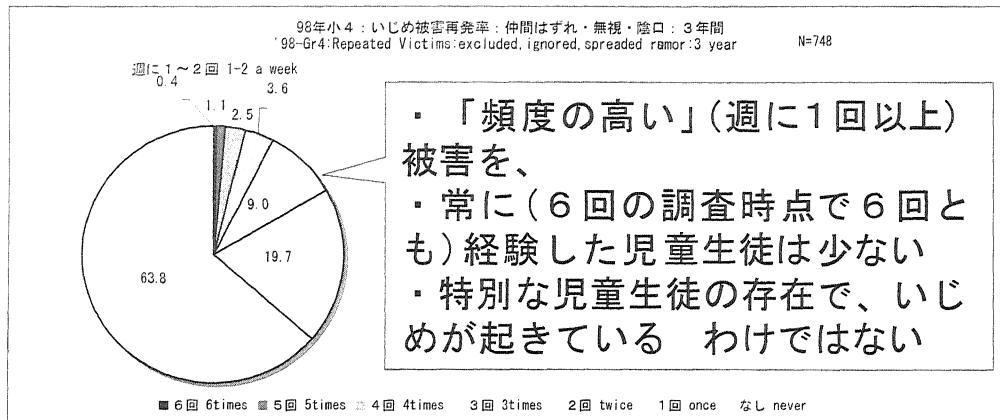 98年小4：いじめ被害再発率：仲間はずれ・無視・陰口：3年間
'98-Gr4:Repeated Victims:excluded,ignored,spreaded rumor:3 year
N=748
週に1～2回 1-2 a week
0.4
1.1
2.5
3.6
9.0
19.7
63.8
・「頻度の高い」(週に1回以上)
被害を、
・常に(6回の調査時点で6回と
も)経験した児童生徒は少ない
・特別な児童生徒の存在で、いじ
めが起きている　わけではない
6回 6times 5回 5times 4回 4times 3回 3times 2回 twice 1回 once なし never